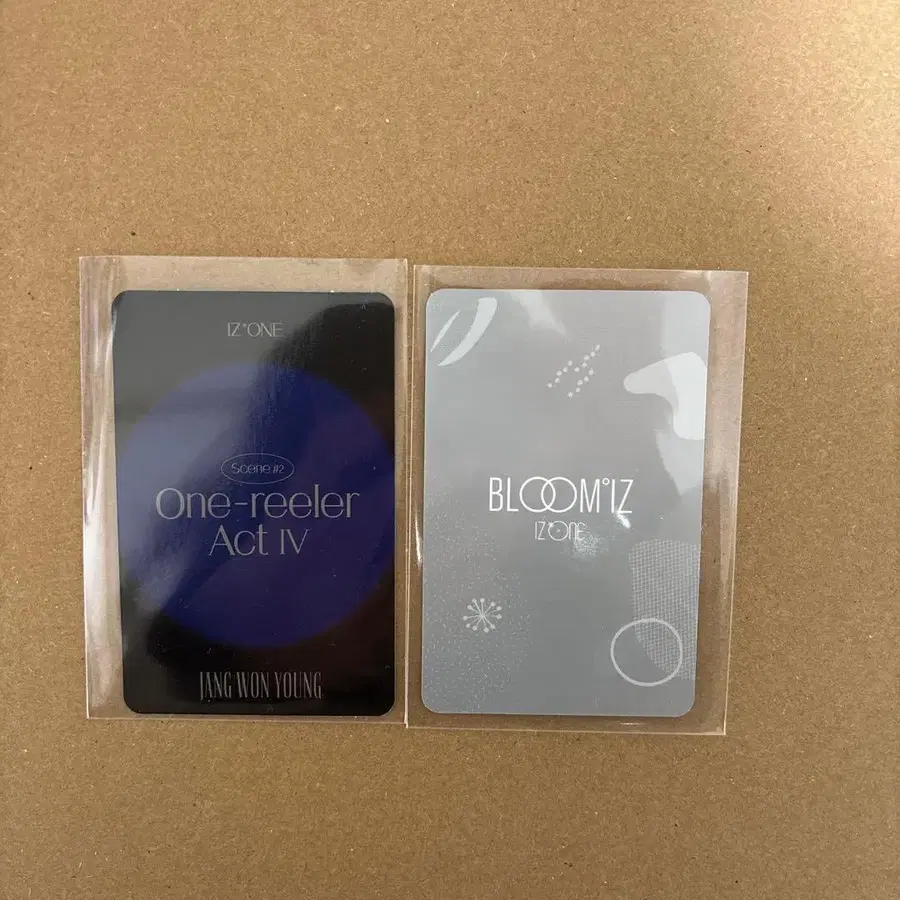 IZ*ONE
Scene #2
One-reeler
Act IV
JANG WON YOUNG
BLOOM*IZ
IZ*ONE